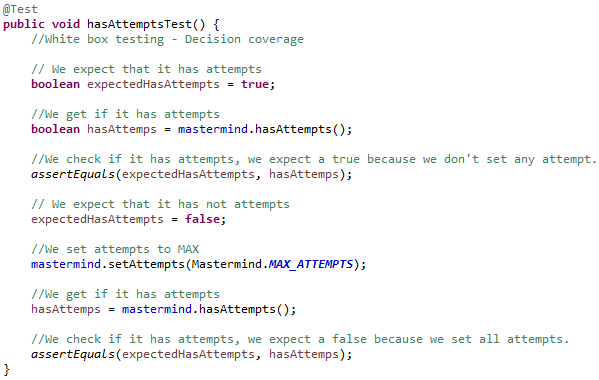 @Test
public void hasAttemptsTest() {
//White box testing - Decision coverage
// We expect that it has attempts
boolean expectedHasAttempts = true;
//We get if it has attempts
boolean hasAttemps = mastermind.hasAttempts();
//We check if it has attempts, we expect a true because we don't set any attempt.
assertEquals(expectedHasAttempts, hasAttemps);
// We expect that it has not attempts
expectedHasAttempts = false;
//We set attempts to MAX
mastermind.setAttempts(Mastermind.MAX_ATTEMPTS);
//We get if it has attempts
hasAttemps = mastermind.hasAttempts();
//We check if it has attempts, we expect a false because we set all attempts.
assertEquals(expectedHasAttempts, hasAttemps);
}